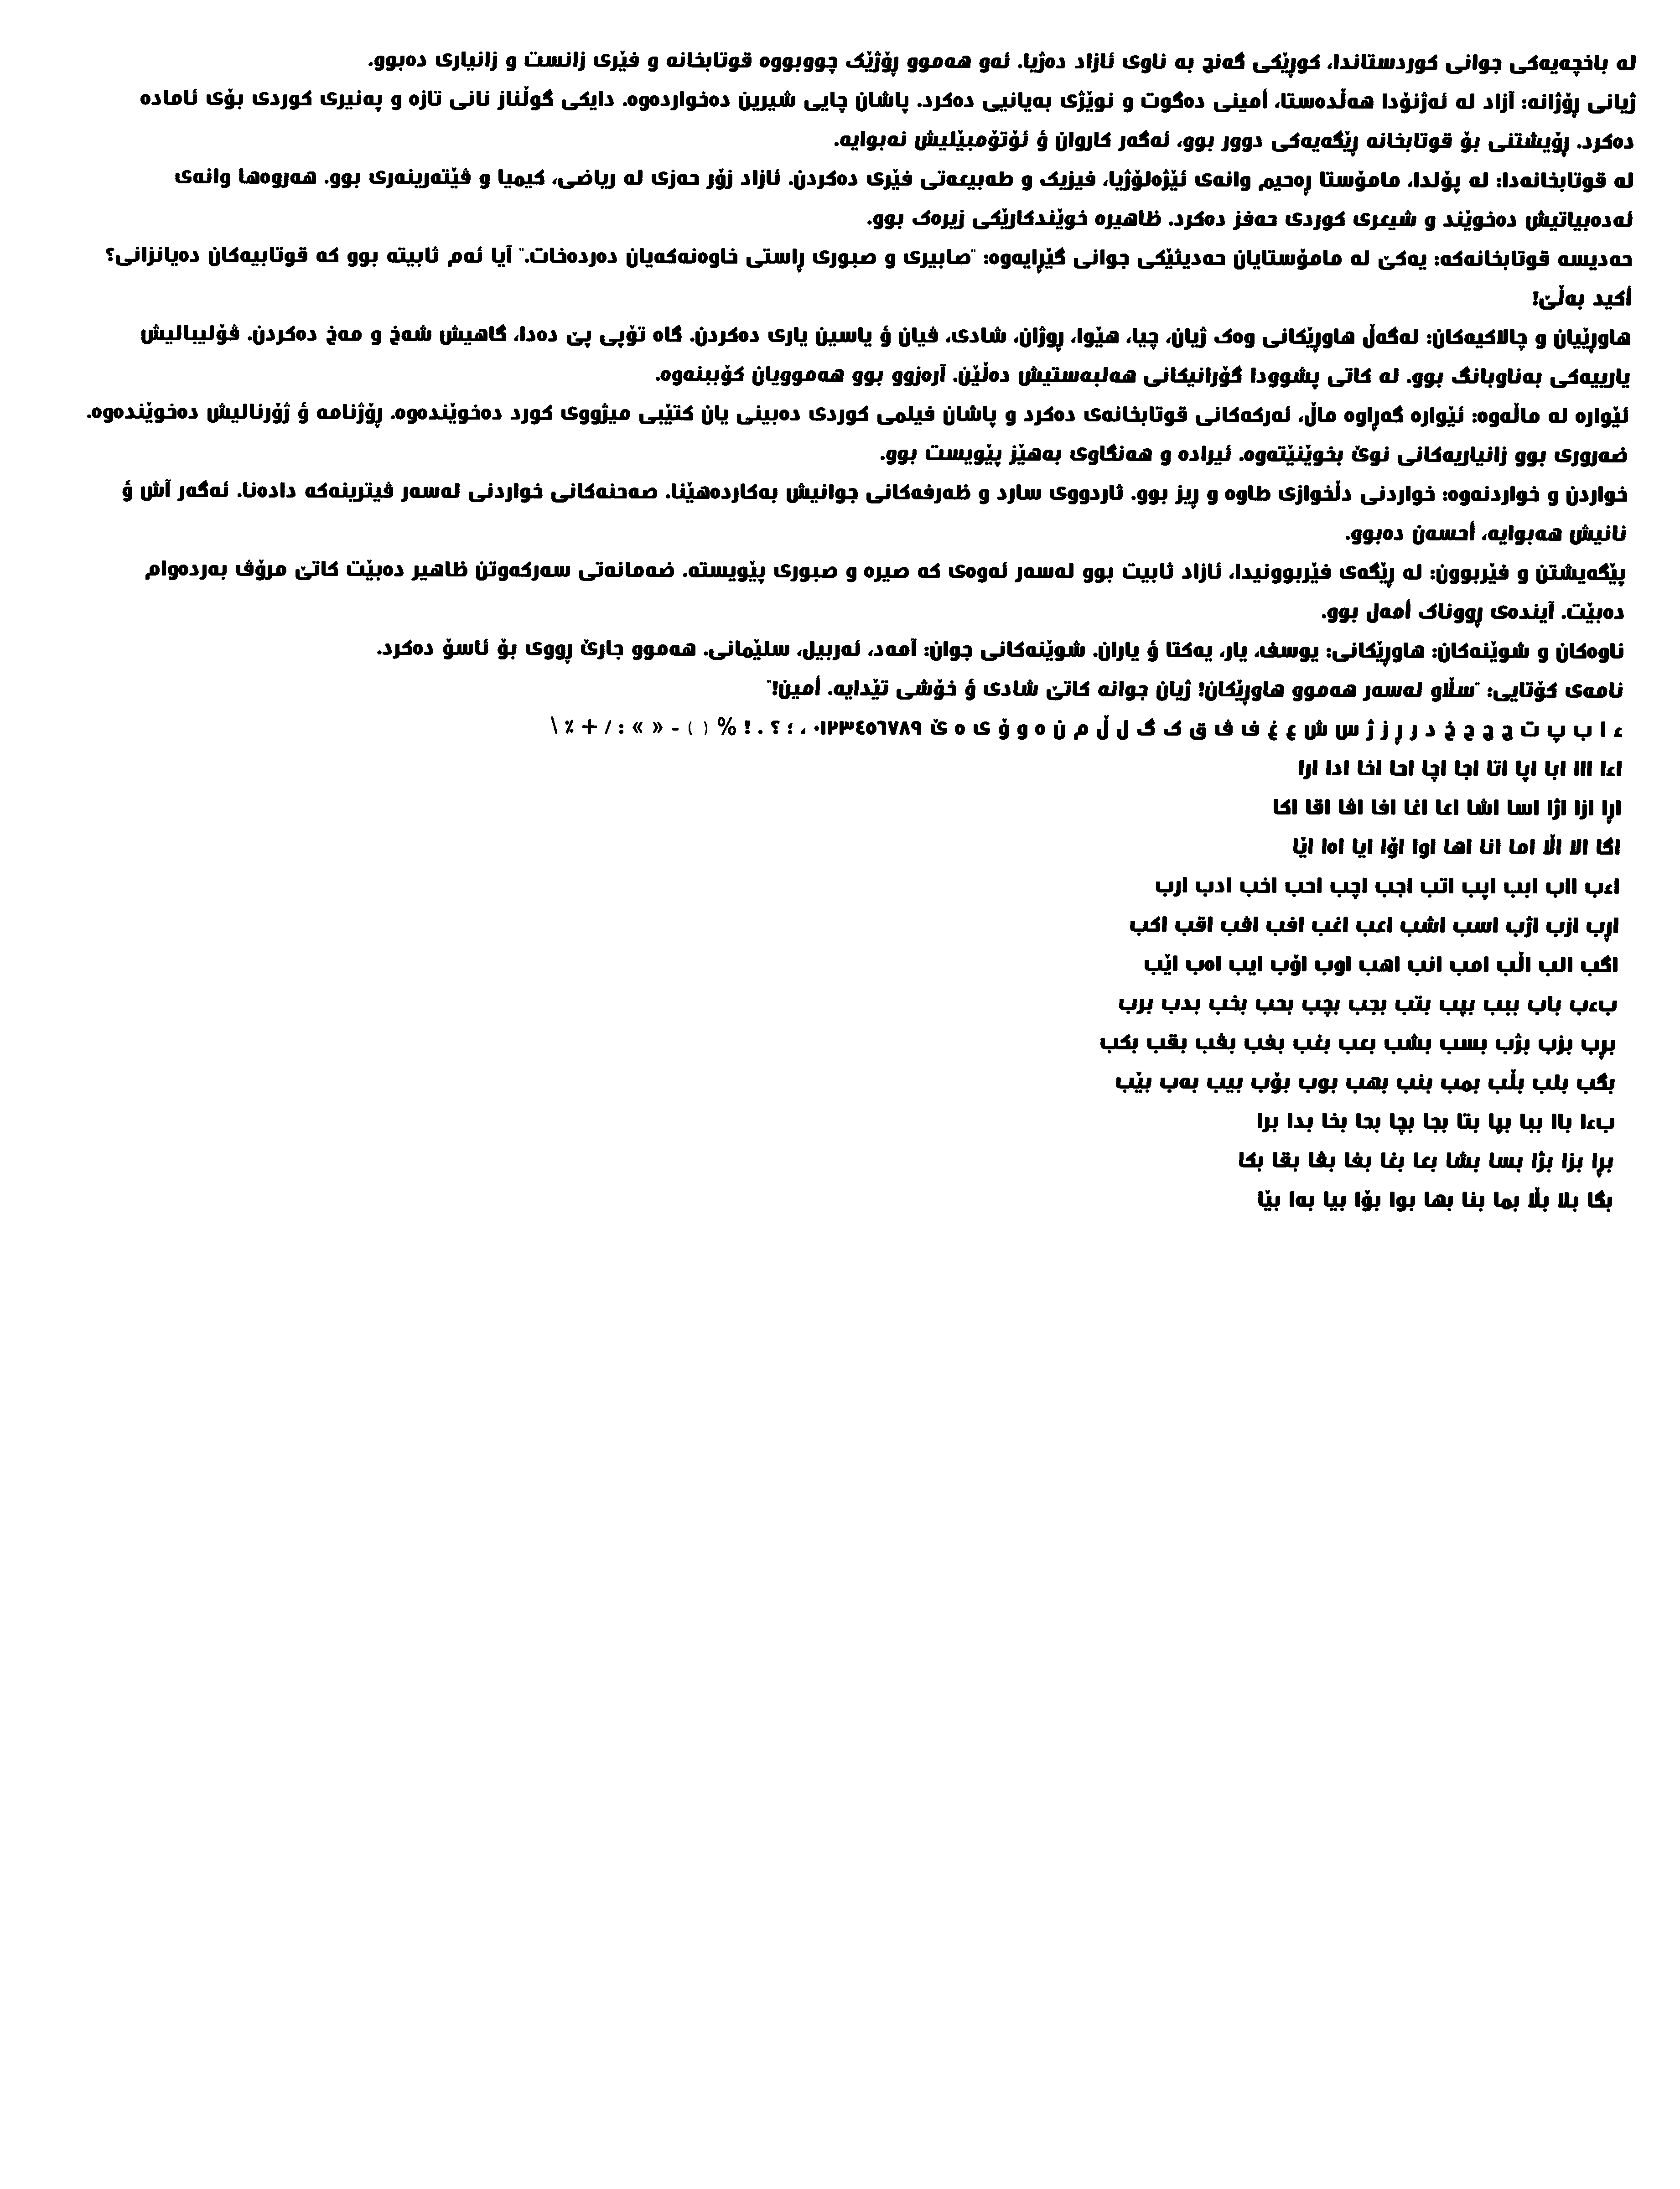 لە باخچەیەکی جوانی کوردستاندا، کوڕێکی گەنج بە ناوی ئازاد دەژیا. ئەو هەموو ڕۆژێک چووبووە قوتابخانە و فێری زانست و زانیاری دەبوو.
ژیانی ڕۆژانە: آزاد لە ئەژنۆدا هەڵدەستا، أمینی دەگوت و نوێژی بەیانیی دەکرد. پاشان چایی شیرین دەخواردەوە. دایکی گوڵناز نانی تازە و پەنیری کوردی بۆی ئامادە
دەکرد. ڕۆیشتنی بۆ قوتابخانە ڕێگەیەکی دوور بوو، ئەگەر کاروان ؤ ئۆتۆمبێلیش نەبوایە.
لە قوتابخانەدا: لە پۆلدا، مامۆستا ڕەحیم وانەی ئێژەلۆژیا، فیزیک و طەبیعەتی فێری دەکردن. ئازاد زۆر حەزی لە ریاضی، کیمیا و ڤێتەرینەری بوو. هەروەها وانەی
ئەدەبیاتیش دەخوێند و شیعری کوردی حەفز دەکرد. ظاهیرە خوێندکارێکی زیرەک بوو.
حەدیسە قوتابخانەکە: یەکێ لە مامۆستایان حەدیثێکی جوانی گێڕایەوە: "صابیری و صبوری ڕاستی خاوەنەکەیان دەردەخات." آیا ئەم ثابیتە بوو کە قوتابیەکان دەیانزانی؟
أکید بەڵێ!
هاوڕێیان و چالاکیەکان: لەگەڵ هاوڕێکانی وەک ژیان، چیا، هێوا، ڕوژان، شادی، ڤیان ؤ یاسین یاری دەکردن. گاە تۆپی پێ دەدا، گاهیش شەخ و مەخ دەکردن. ڤۆلیبالیش
یارییەکی بەناوبانگ بوو. لە کاتی پشوودا گۆرانیکانی هەلبەستیش دەڵێن. آرەزوو بوو هەموویان کۆببنەوە.
ئێوارە لە ماڵەوە: ئێوارە گەڕاوە ماڵ، ئەرکەکانی قوتابخانەی دەکرد و پاشان فیلمی کوردی دەبینی یان کتێبی میژووی کورد دەخوێندەوە. ڕۆژنامە ؤ ژۆرنالیش دەخوێندەوە.
ضەروری بوو زانیاریەکانی نوێ بخوێنێتەوە. ئیرادە و هەنگاوی بەهێز پێویست بوو.
خواردن و خواردنەوە: خواردنی دڵخوازی طاوە و ڕیز بوو. ثاردووی سارد و ظەرفەکانی جوانیش بەکاردەهێنا. صەحنەکانی خواردنی لەسەر ڤیترینەکە دادەنا. ئەگەر آش ؤ
نانیش هەبوایە، أحسەن دەبوو.
پێگەیشتن و فێربوون: لە ڕێگەی فێربوونیدا، ئازاد ثابیت بوو لەسەر ئەوەی کە صیرە و صبوری پێویستە. ضەمانەتی سەرکەوتن ظاهیر دەبێت کاتێ مرۆڤ بەردەوام
دەبێت. آیندەی ڕووناک أمەل بوو.
ناوەکان و شوێنەکان: هاوڕێکانی: یوسف، یار، یەکتا ؤ یاران. شوێنەکانی جوان: آمەد، ئەربیل، سلێمانی. هەموو جارێ ڕووی بۆ ئاسۆ دەکرد.
نامەی کۆتایی: "سڵاو لەسەر هەموو هاوڕێکان! ژیان جوانە کاتێ شادی ؤ خۆشی تێدایە. أمین!"
ء ا ب پ ت ج چ ح خ د ر ڕ ز ژ س ش ع غ ف ڤ ق ک گ ل ڵ م ن ه و ۆ ی ە ێ ٠١٢٣٤٥٦٧٨٩ ، ؛ ؟ . ! % ( ) - « » : / + ٪ \
اءا ااا ابا اپا اتا اجا اچا احا اخا ادا ارا
اڕا ازا اژا اسا اشا اعا اغا افا اڤا اقا اکا
اگا الا اڵا اما انا اها اوا اۆا ایا اەا اێا
اءب ااب ابب اپب اتب اجب اچب احب اخب ادب ارب
اڕب ازب اژب اسب اشب اعب اغب افب اڤب اقب اکب
اگب الب اڵب امب انب اهب اوب اۆب ایب اەب اێب
بءب باب ببب بپب بتب بجب بچب بحب بخب بدب برب
بڕب بزب بژب بسب بشب بعب بغب بفب بڤب بقب بکب
بگب بلب بڵب بمب بنب بهب بوب بۆب بیب بەب بێب
بءا باا ببا بپا بتا بجا بچا بحا بخا بدا برا
بڕا بزا بژا بسا بشا بعا بغا بفا بڤا بقا بکا
بگا بلا بڵا بما بنا بها بوا بۆا بیا بەا بێا